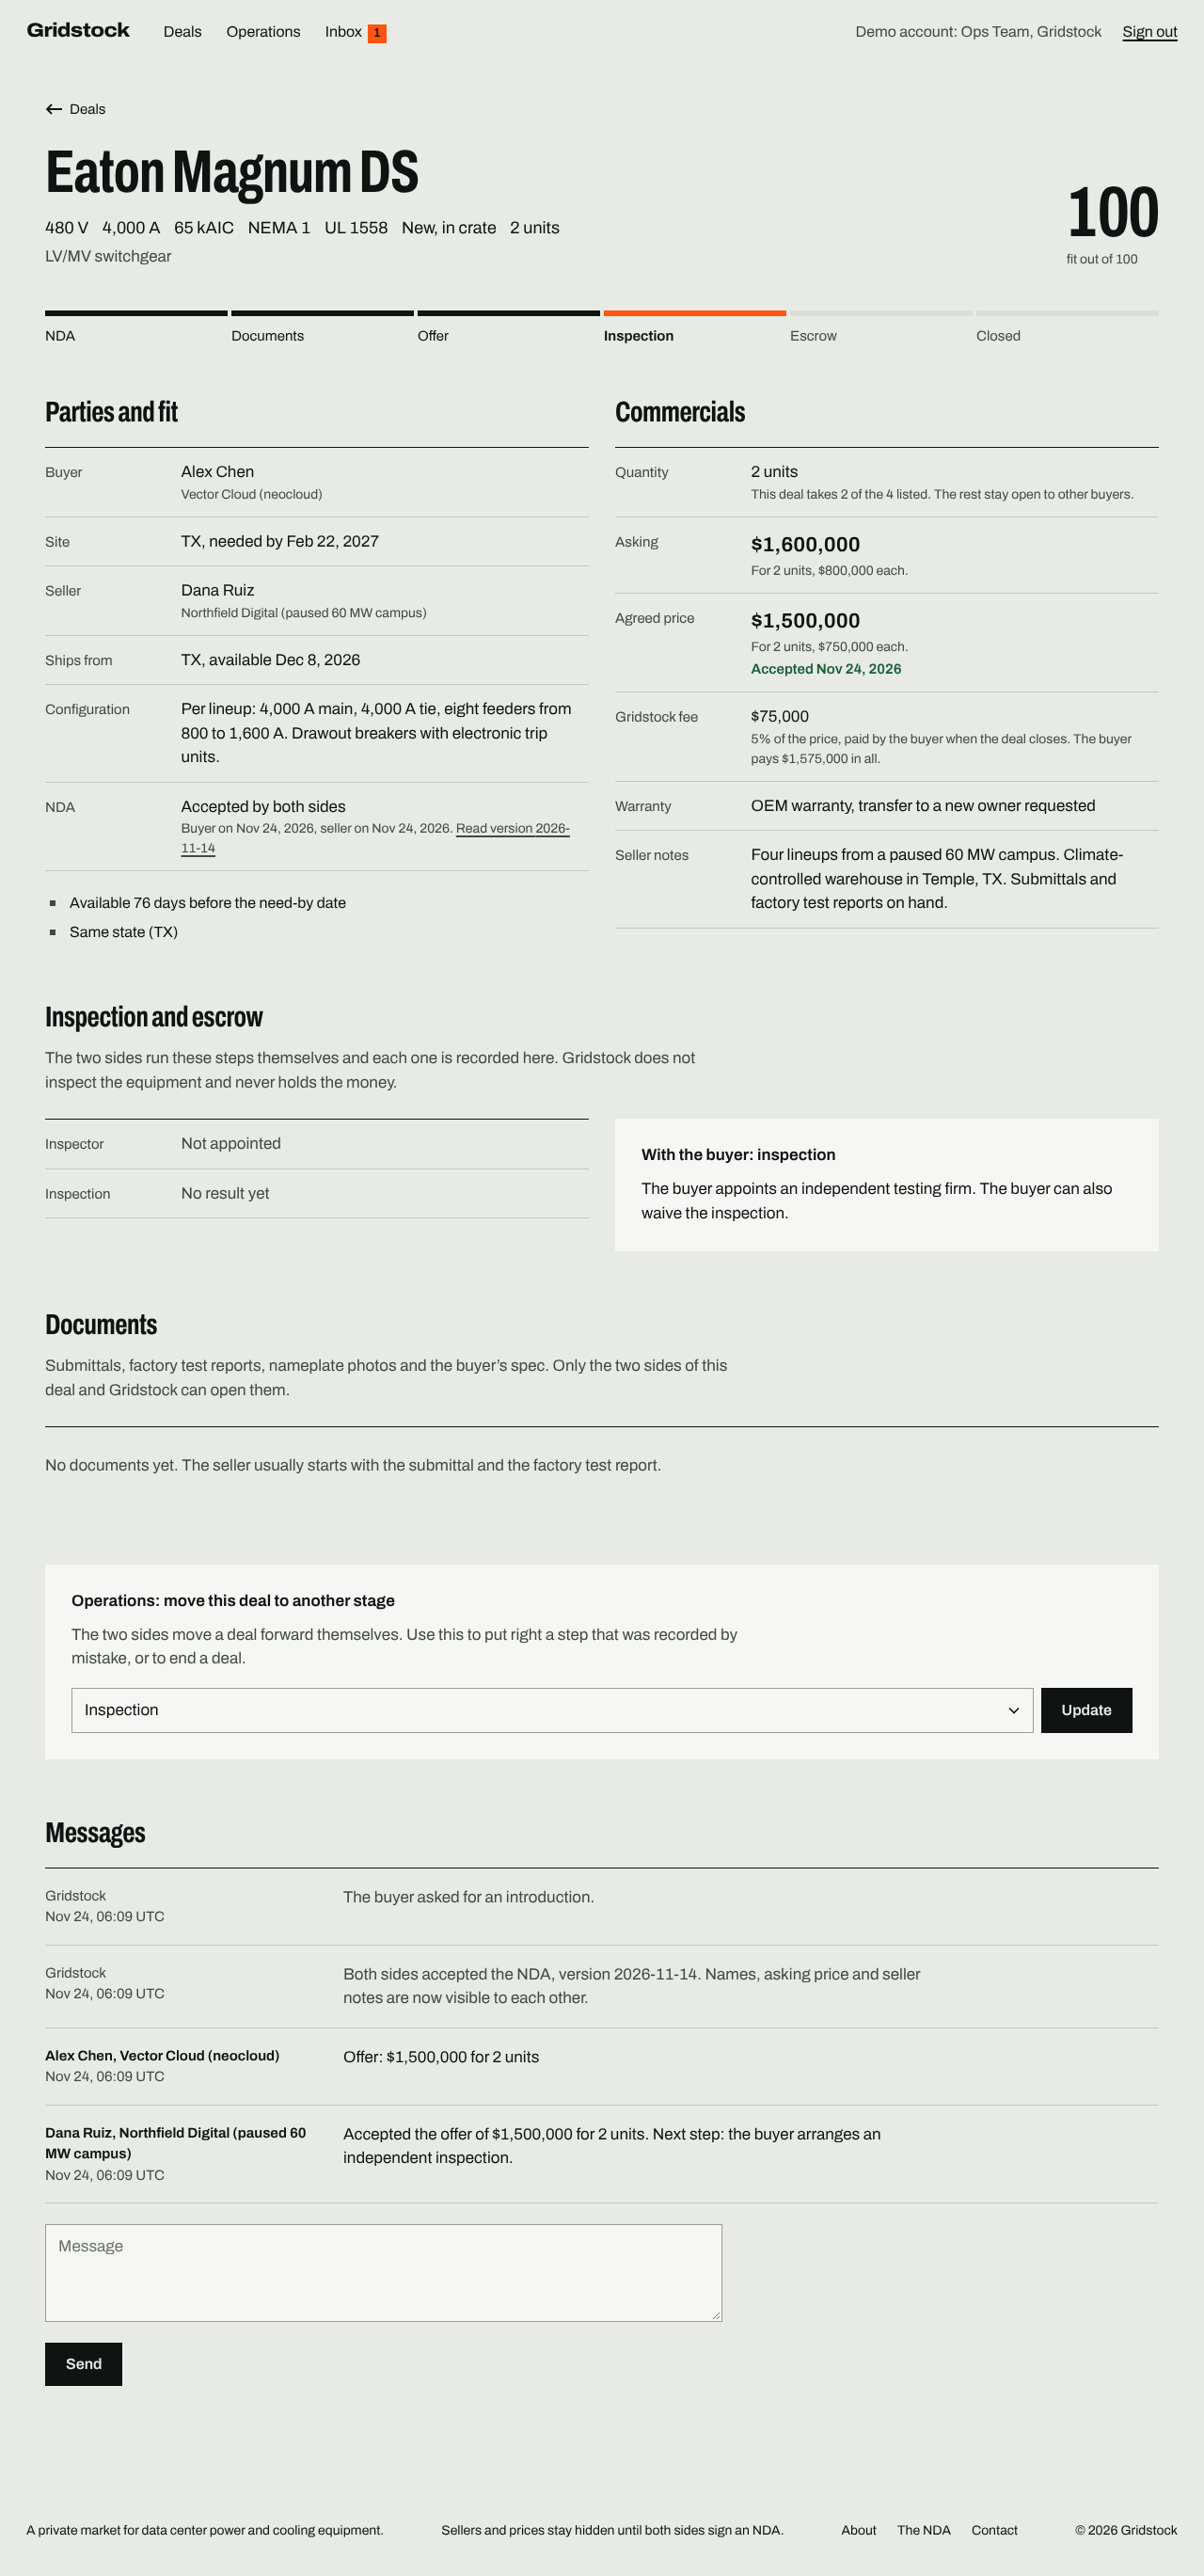 Gridstock
Deals
Operations
Inbox 1
Demo account: Ops Team, Gridstock
Sign out
← Deals
Eaton Magnum DS
480 V 4,000 A 65 kAIC NEMA 1 UL 1558 New, in crate 2 units
LV/MV switchgear
100
fit out of 100
NDA
Documents
Offer
Inspection
Escrow
Closed
Parties and fit
Buyer
Alex Chen
Vector Cloud (neocloud)
Site
TX, needed by Feb 22, 2027
Seller
Dana Ruiz
Northfield Digital (paused 60 MW campus)
Ships from
TX, available Dec 8, 2026
Configuration
Per lineup: 4,000 A main, 4,000 A tie, eight feeders from
800 to 1,600 A. Drawout breakers with electronic trip
units.
NDA
Accepted by both sides
Buyer on Nov 24, 2026, seller on Nov 24, 2026. Read version 2026-
11-14
Available 76 days before the need-by date
Same state (TX)
Commercials
Quantity
2 units
This deal takes 2 of the 4 listed. The rest stay open to other buyers.
Asking
$1,600,000
For 2 units, $800,000 each.
Agreed price
$1,500,000
For 2 units, $750,000 each.
Accepted Nov 24, 2026
Gridstock fee
$75,000
5% of the price, paid by the buyer when the deal closes. The buyer
pays $1,575,000 in all.
Warranty
OEM warranty, transfer to a new owner requested
Seller notes
Four lineups from a paused 60 MW campus. Climate-
controlled warehouse in Temple, TX. Submittals and
factory test reports on hand.
Inspection and escrow
The two sides run these steps themselves and each one is recorded here. Gridstock does not
inspect the equipment and never holds the money.
Inspector
Not appointed
Inspection
No result yet
With the buyer: inspection
The buyer appoints an independent testing firm. The buyer can also
waive the inspection.
Documents
Submittals, factory test reports, nameplate photos and the buyer’s spec. Only the two sides of this
deal and Gridstock can open them.
No documents yet. The seller usually starts with the submittal and the factory test report.
Operations: move this deal to another stage
The two sides move a deal forward themselves. Use this to put right a step that was recorded by
mistake, or to end a deal.
Inspection
Update
Messages
Gridstock
Nov 24, 06:09 UTC
The buyer asked for an introduction.
Gridstock
Nov 24, 06:09 UTC
Both sides accepted the NDA, version 2026-11-14. Names, asking price and seller
notes are now visible to each other.
Alex Chen, Vector Cloud (neocloud)
Nov 24, 06:09 UTC
Offer: $1,500,000 for 2 units
Dana Ruiz, Northfield Digital (paused 60
MW campus)
Nov 24, 06:09 UTC
Accepted the offer of $1,500,000 for 2 units. Next step: the buyer arranges an
independent inspection.
Message
Send
A private market for data center power and cooling equipment.
Sellers and prices stay hidden until both sides sign an NDA.
About
The NDA
Contact
© 2026 Gridstock